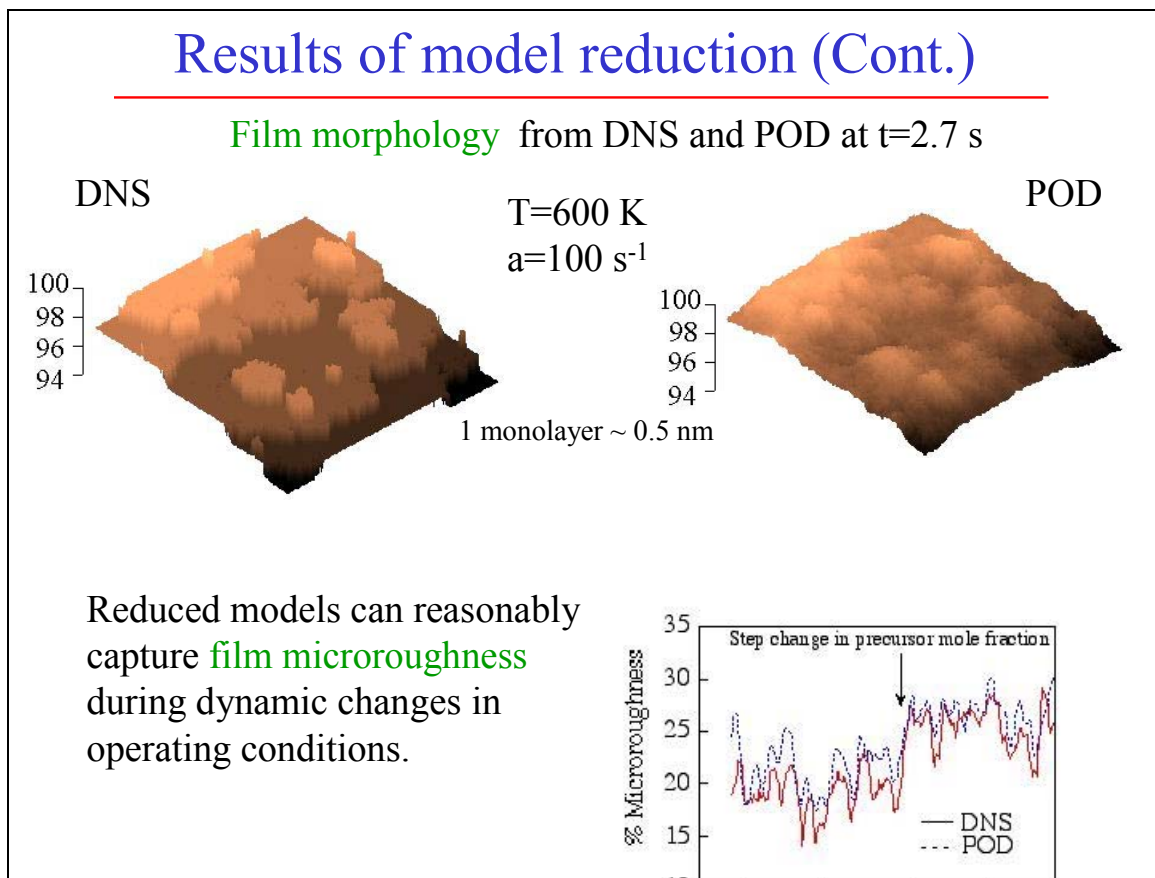 Results of model reduction (Cont.)
Film morphology from DNS and POD at t=2.7 s
DNS
T=600 K
a=100 s-1
POD
100
98
96
94
100
98
96
94
1 monolayer ~ 0.5 nm
Reduced models can reasonably
capture film microroughness
during dynamic changes in
operating conditions.
% Microroughness
35
30
25
20
15
Step change in precursor mole fraction
DNS
POD